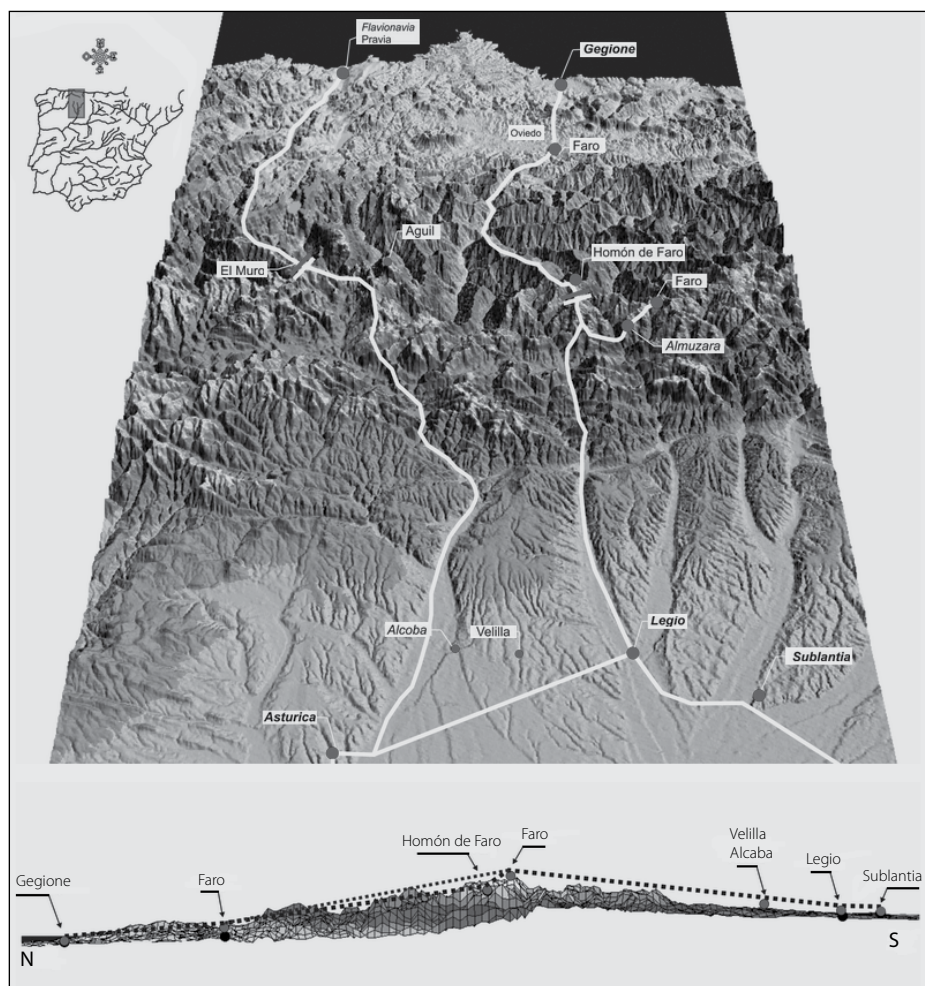 Flavionavia
Pravia
Gegione
Oviedo
Faro
Aguil
Homón de Faro
El Muro
Faro
Almuzara
Alcoba
Velilla
Legio
Sublantia
Asturica
Homón de Faro
Faro
Velilla
Alcaba
Legio
Gegione
Faro
Sublantia
N
S